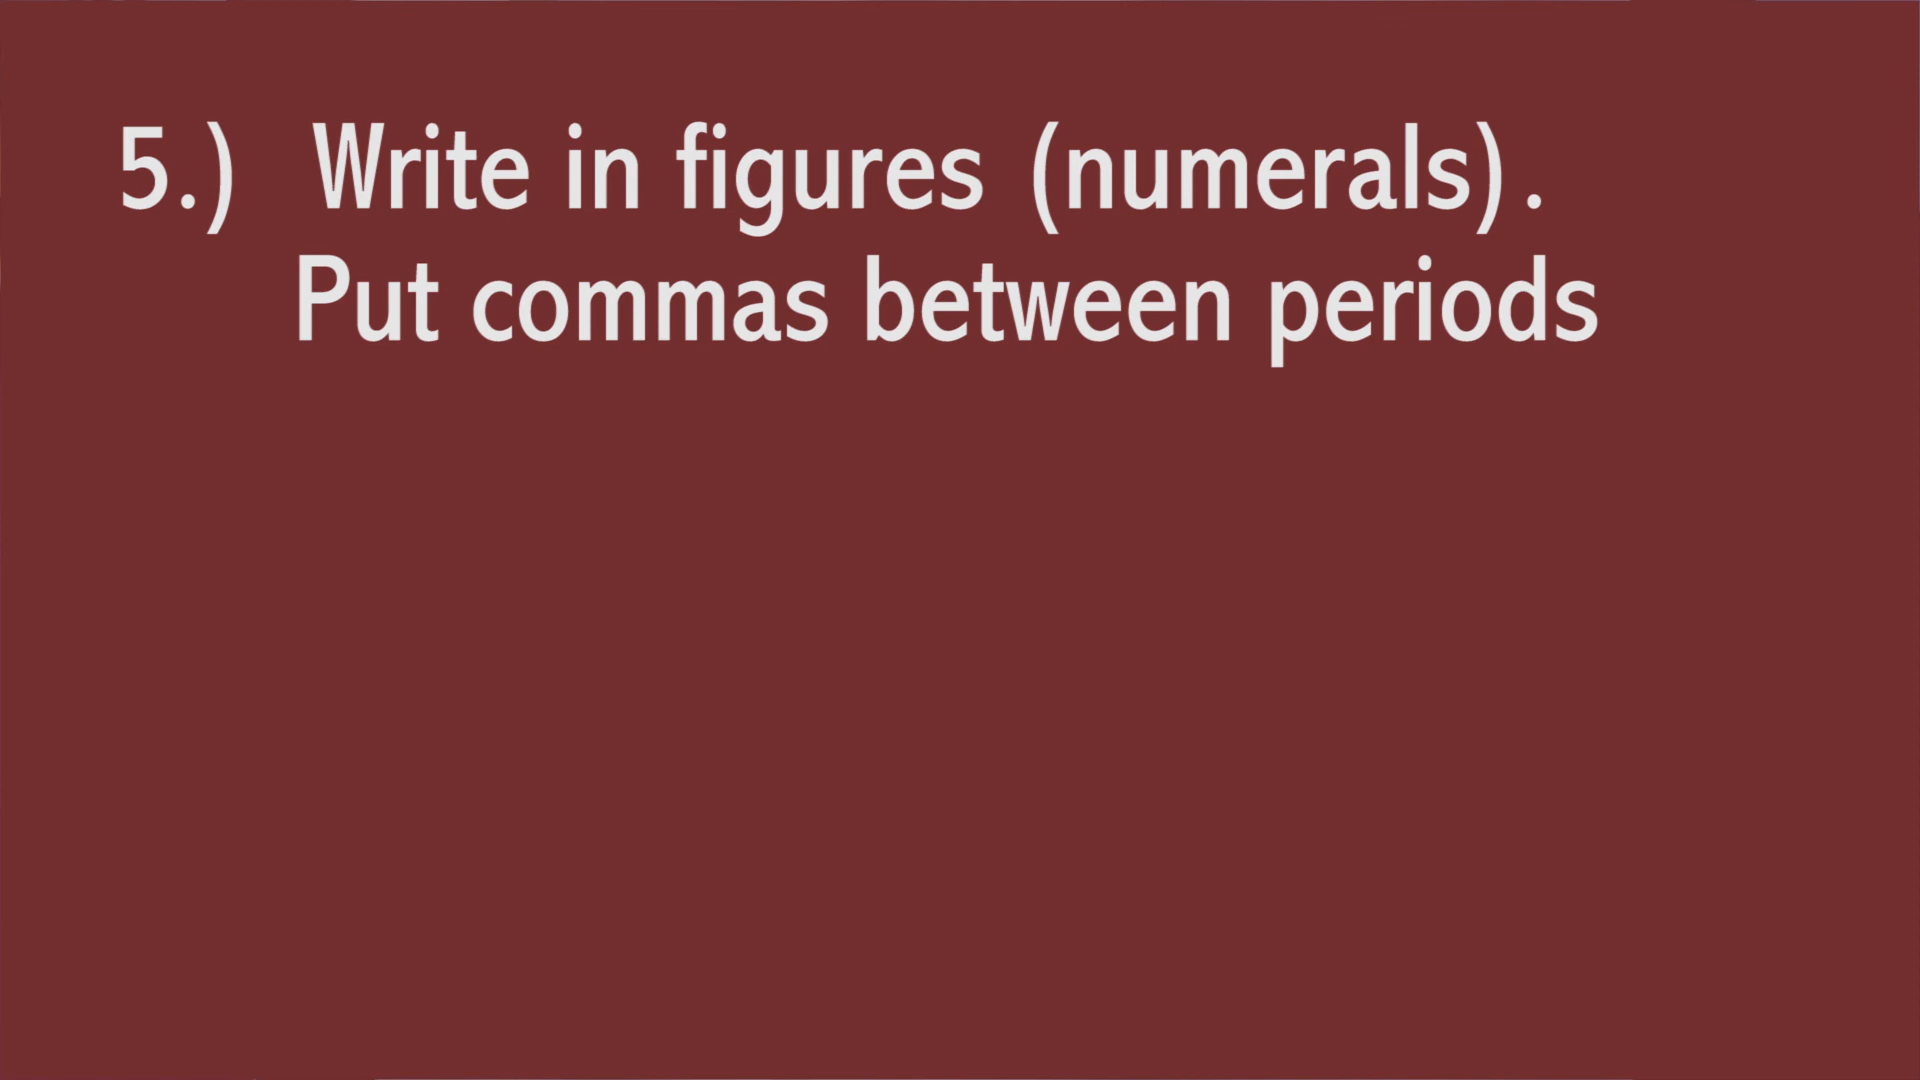 5.) Write in figures (numerals).
Put commas between periods